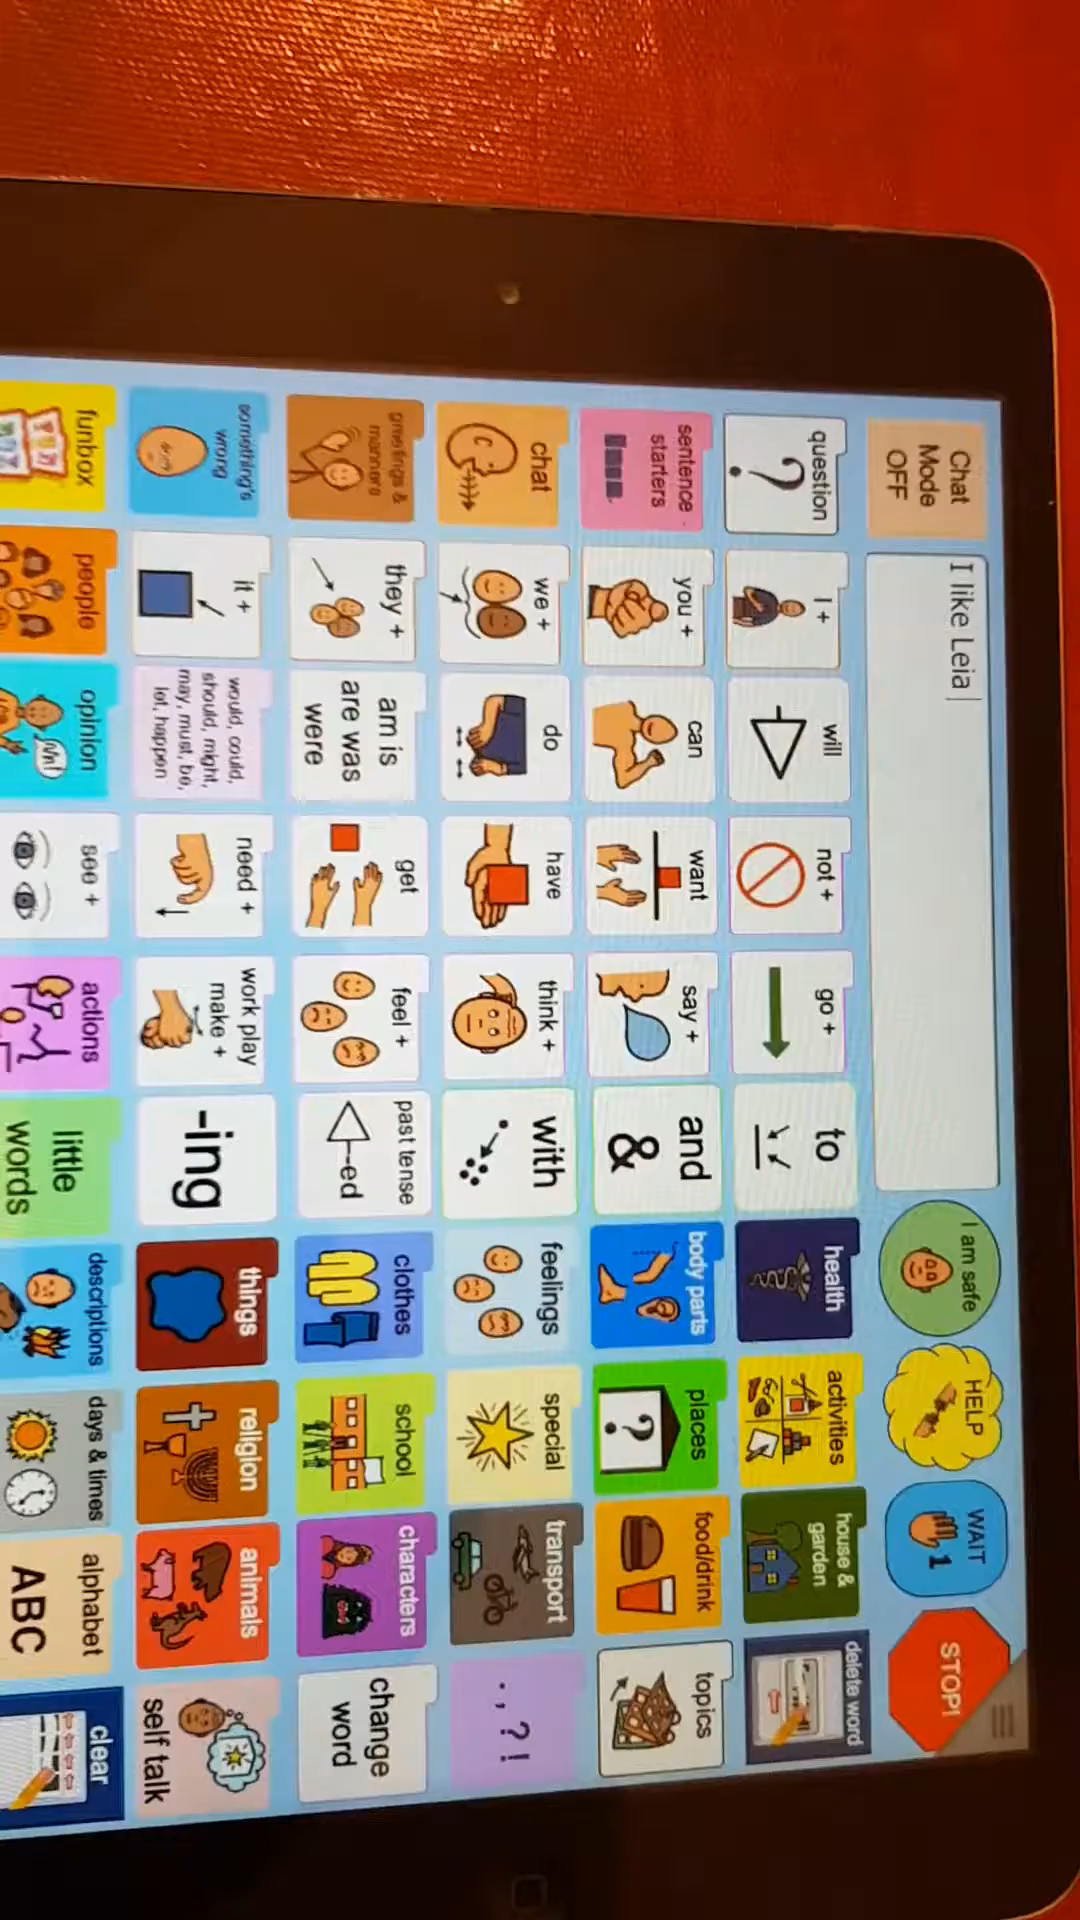 Chat
Mode
OFF
I like Leia
I am safe
HELP
WAIT
1
STOP!
question
?
I +
will
not +
go +
to
health
activities
house &
garden
delete word
sentence
starters
you +
can
want
say +
and
&
body parts
places
?
food/drink
topics
chat
C
we +
do
have
think +
with
feelings
special
transport
. , ? !
greetings &
manners
they +
am is
are was
were
get
feel +
past tense
-ed
clothes
school
characters
change
word
something's
wrong
it +
would, could,
should, might,
may, must, be,
let, happen
need +
work play
make +
-ing
things
religion
animals
self talk
funbox
people
opinion
see +
actions
little
words
descriptions
days & times
alphabet
ABC
clear